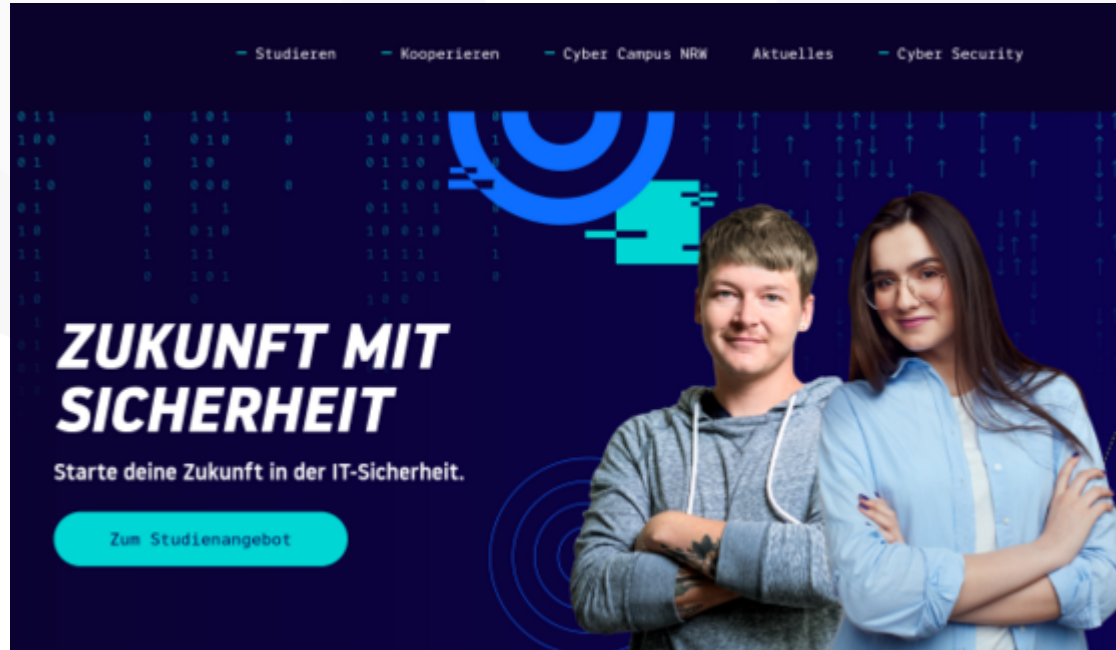 Studieren
Kooperieren
Cyber Campus NRW
Aktuelles
Cyber Security
ZUKUNFT MIT
SICHERHEIT
Starte deine Zukunft in der IT-Sicherheit.
Zum Studienangebot